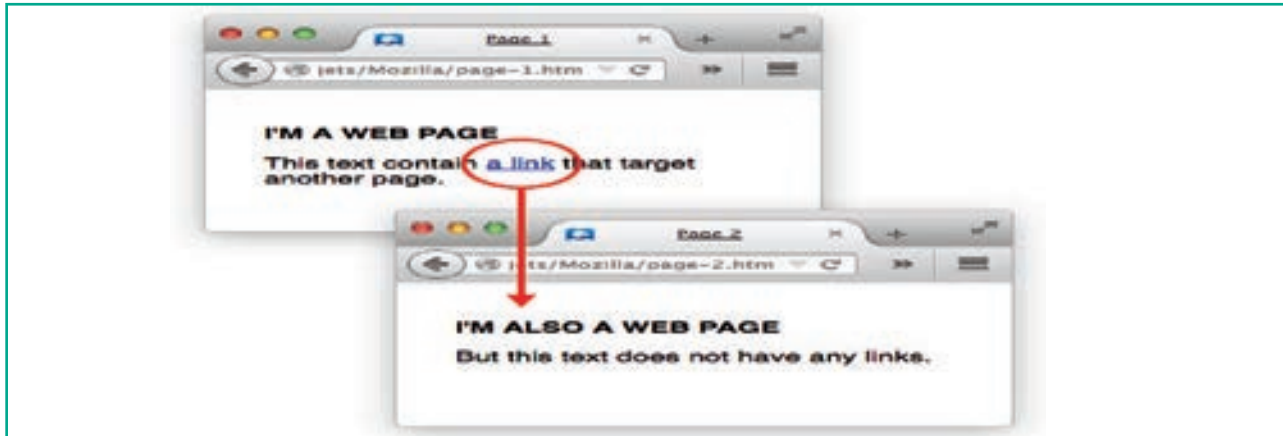 Page 1
jets/Mozilla/page-1.htm
I'M A WEB PAGE
This text contain a link that target
another page.
Page 2
jets/Mozilla/page-2.htm
I'M ALSO A WEB PAGE
But this text does not have any links.